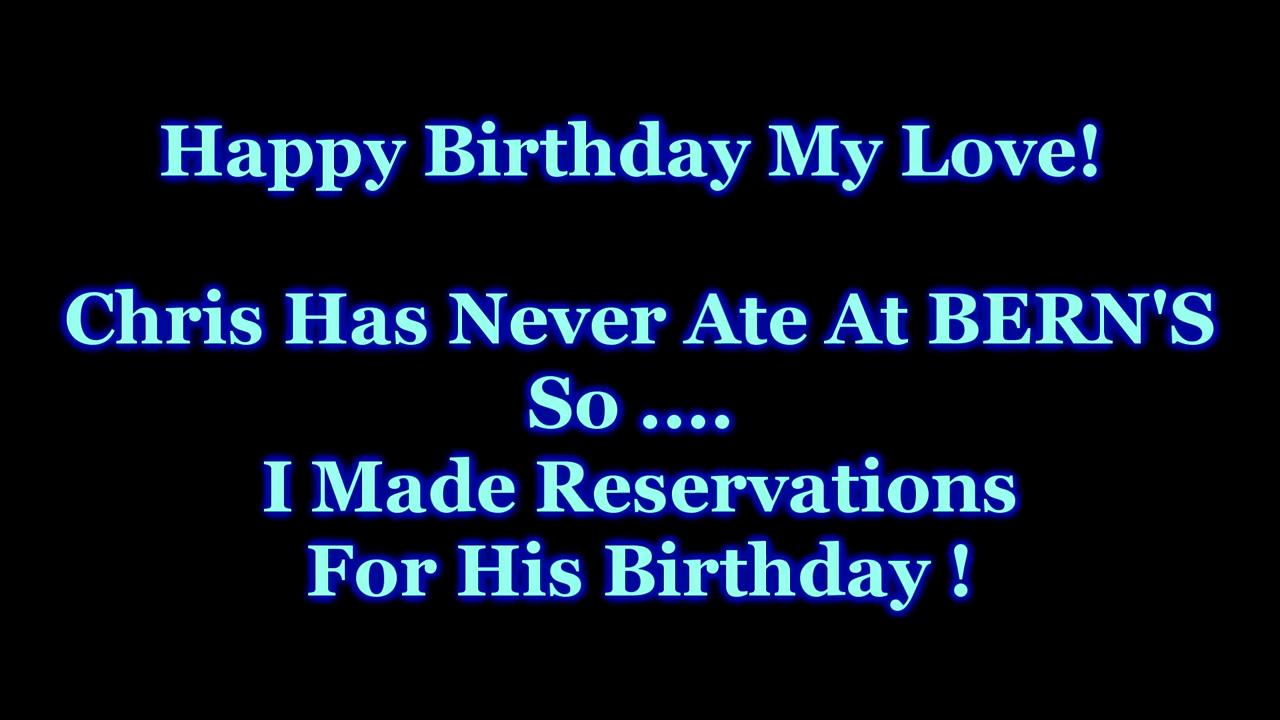 Happy Birthday My Love!
Chris Has Never Ate At BERN'S
So ....
I Made Reservations
For His Birthday !